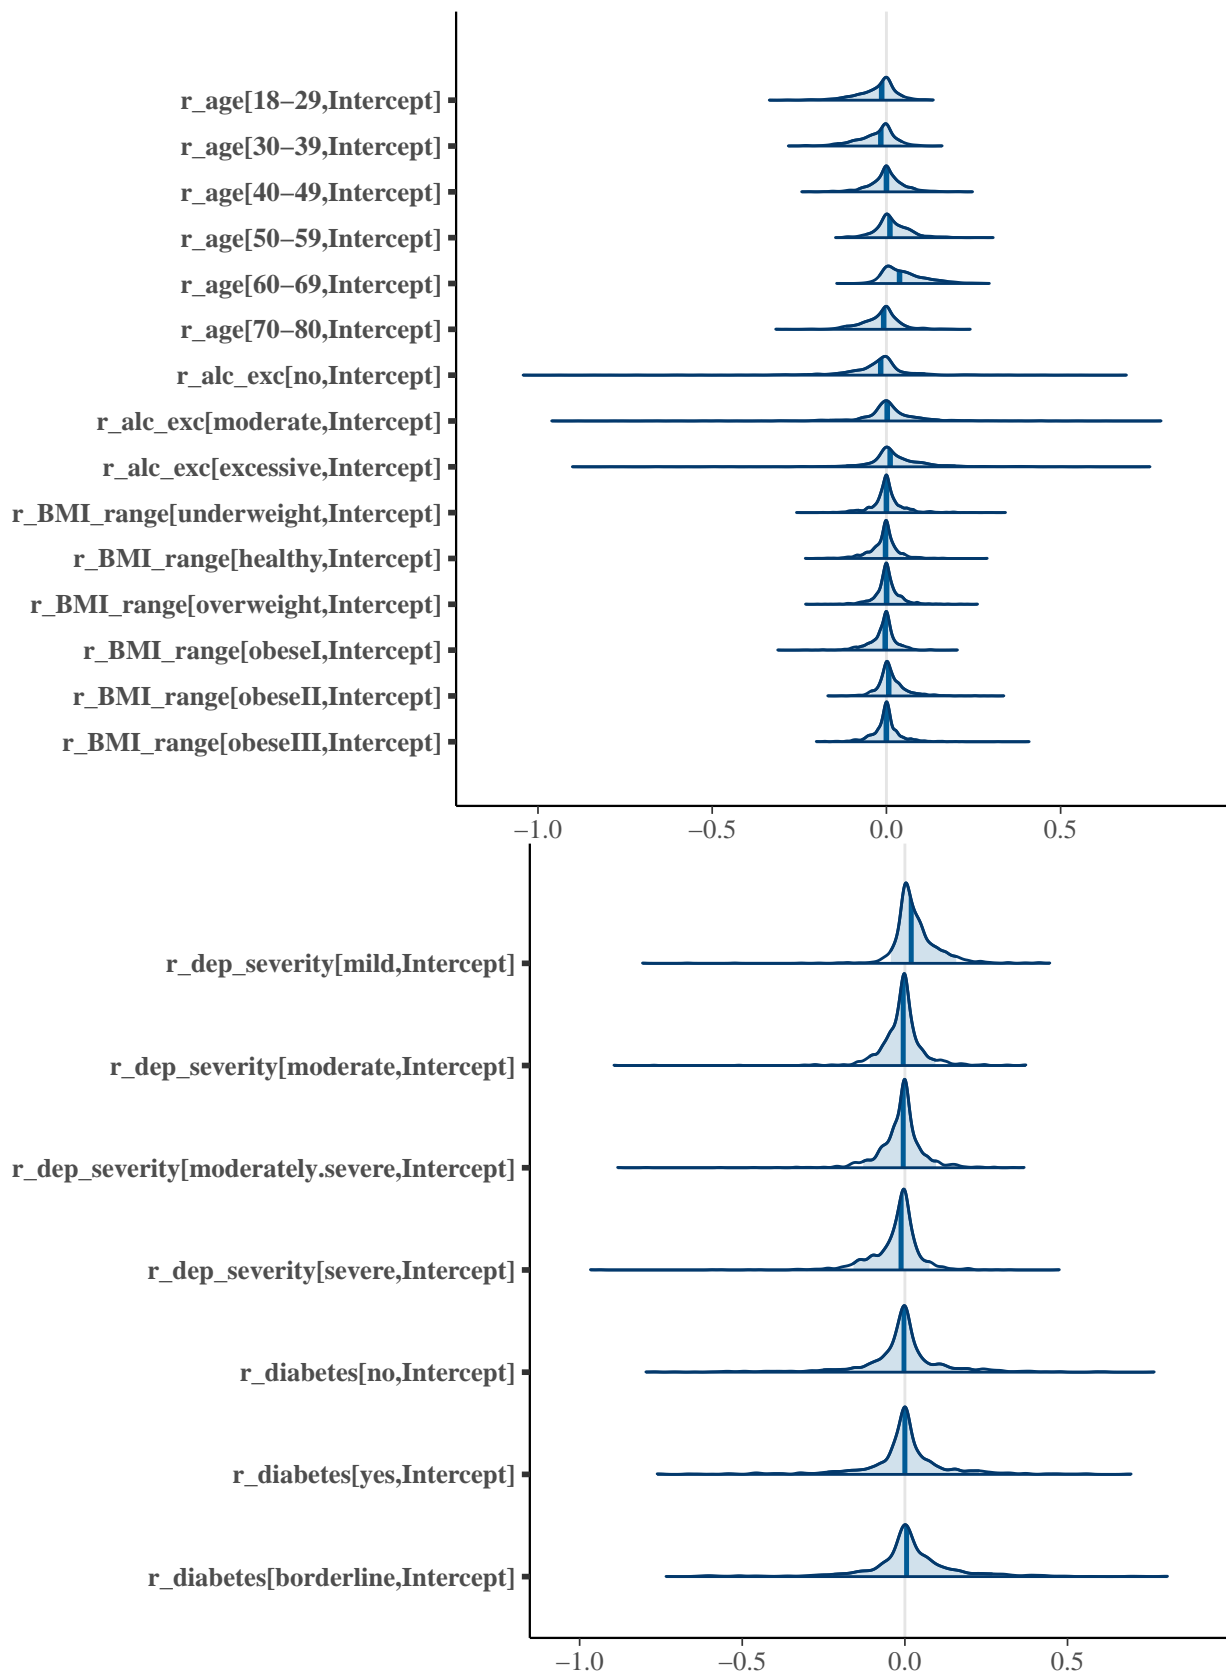 r_age[18−29,Intercept]
r_age[30−39,Intercept]
r_age[40−49,Intercept]
r_age[50−59,Intercept]
r_age[60−69,Intercept]
r_age[70−80,Intercept]
r_alc_exc[no,Intercept]
r_alc_exc[moderate,Intercept]
r_alc_exc[excessive,Intercept]
r_BMI_range[underweight,Intercept]
r_BMI_range[healthy,Intercept]
r_BMI_range[overweight,Intercept]
r_BMI_range[obeseI,Intercept]
r_BMI_range[obeseII,Intercept]
r_BMI_range[obeseIII,Intercept]
−1.0 −0.5 0.0 0.5
r_dep_severity[mild,Intercept]
r_dep_severity[moderate,Intercept]
r_dep_severity[moderately.severe,Intercept]
r_dep_severity[severe,Intercept]
r_diabetes[no,Intercept]
r_diabetes[yes,Intercept]
r_diabetes[borderline,Intercept]
−1.0 −0.5 0.0 0.5